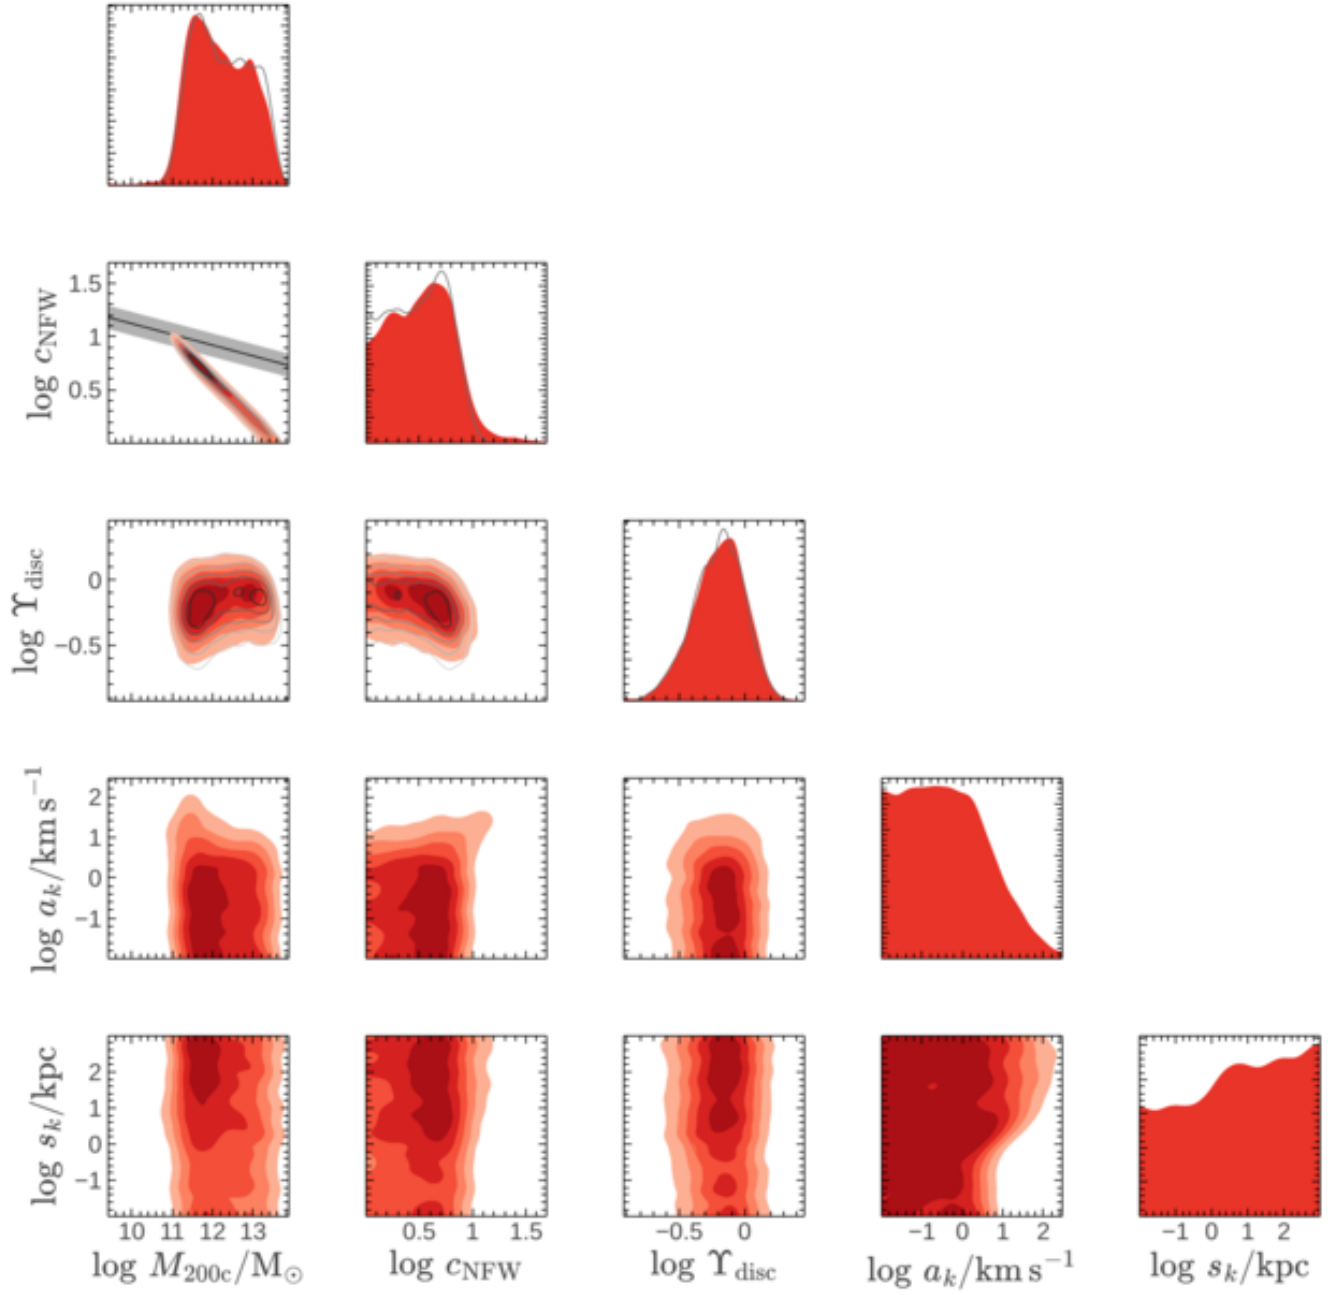 log c_NFW
1.5
1
0.5
log ϒ_disc
0
−0.5
log a_k/km s⁻¹
2
1
0
−1
log s_k/kpc
2
1
0
−1
10 11 12 13 0.5 1 1.5 −0.5 0 −1 0 1 2 −1 0 1 2
log M_200c/M_⊙ log c_NFW log ϒ_disc log a_k/km s⁻¹ log s_k/kpc